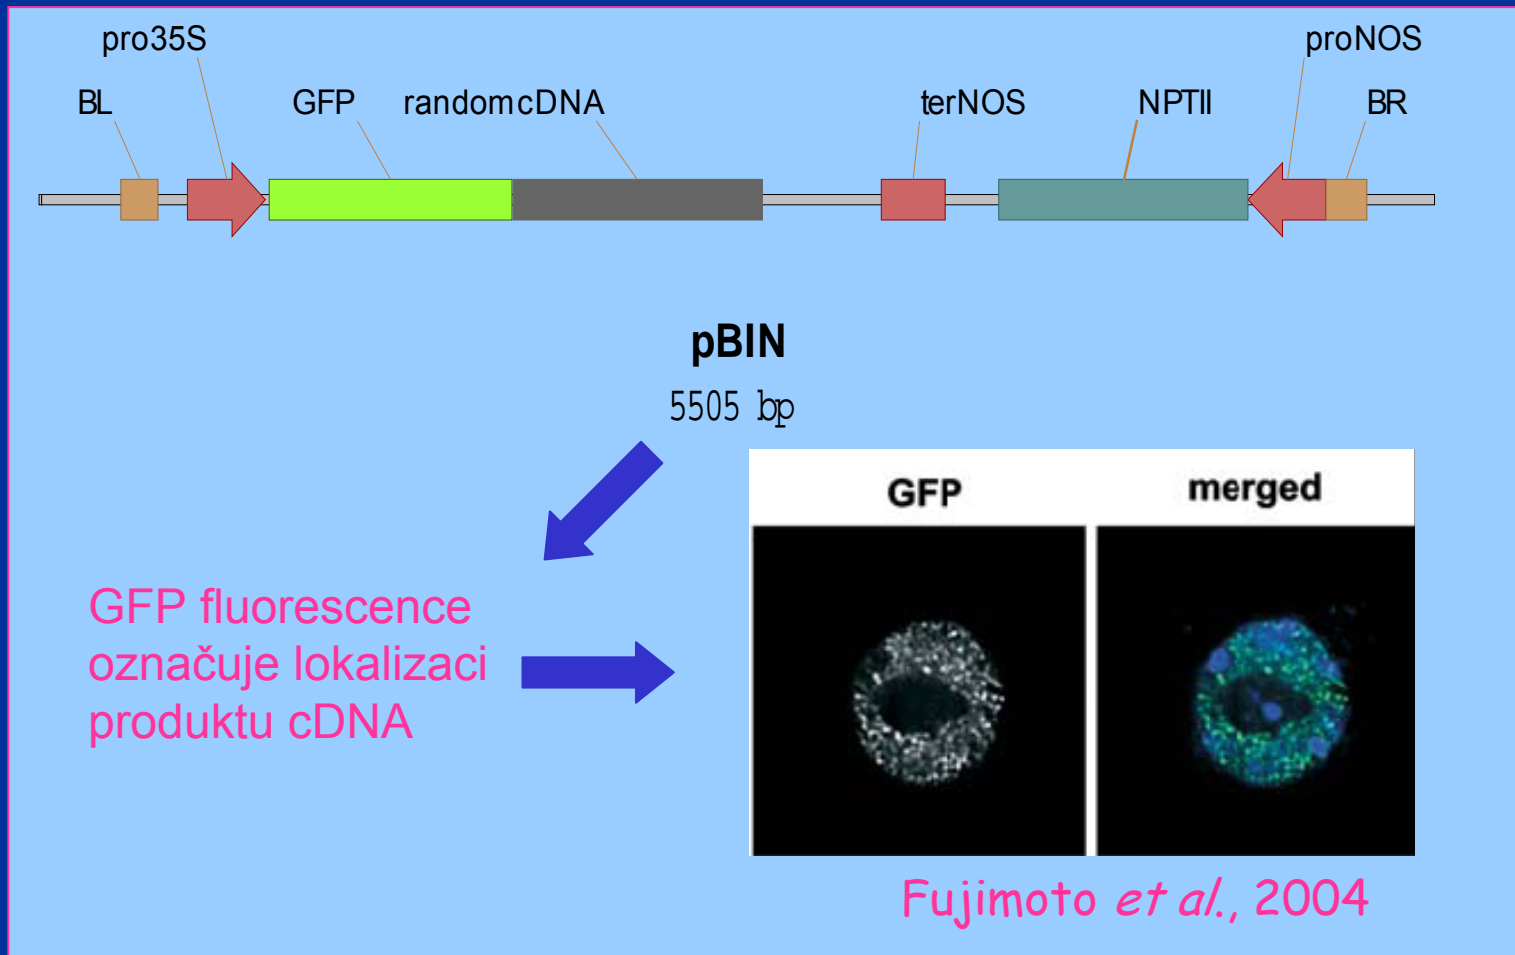 pro35S
proNOS
BL
GFP
randomcDNA
terNOS
NPTII
BR
pBIN
5505 bp
GFP
merged
GFP fluorescence
označuje lokalizaci
produktu cDNA
Fujimoto et al., 2004